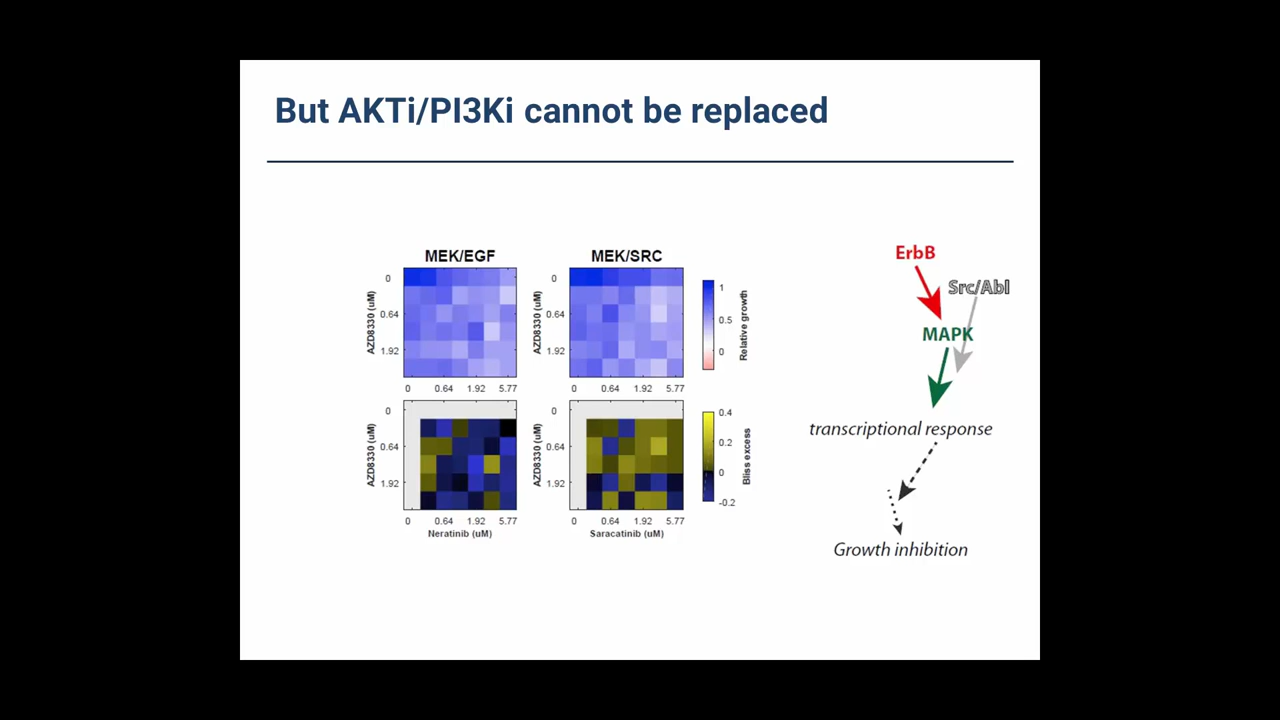 But AKTi/PI3Ki cannot be replaced
MEK/EGF
MEK/SRC
AZD8330 (uM)
0
0.64
1.92
0 0.64 1.92 5.77
AZD8330 (uM)
0
0.64
1.92
0 0.64 1.92 5.77
1
0.5
0
Relative growth
AZD8330 (uM)
0
0.64
1.92
0 0.64 1.92 5.77
Neratinib (uM)
AZD8330 (uM)
0
0.64
1.92
0 0.64 1.92 5.77
Saracatinib (uM)
0.4
0.2
0
-0.2
Bliss excess
ErbB
Src/Abl
MAPK
transcriptional response
Growth inhibition